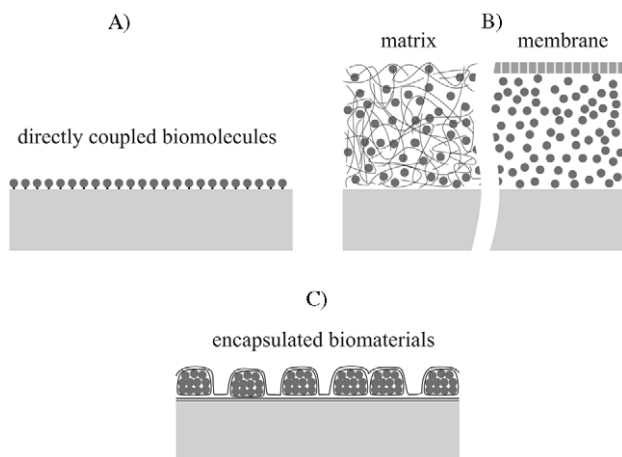 A)
B)
matrix
membrane
directly coupled biomolecules
C)
encapsulated biomaterials